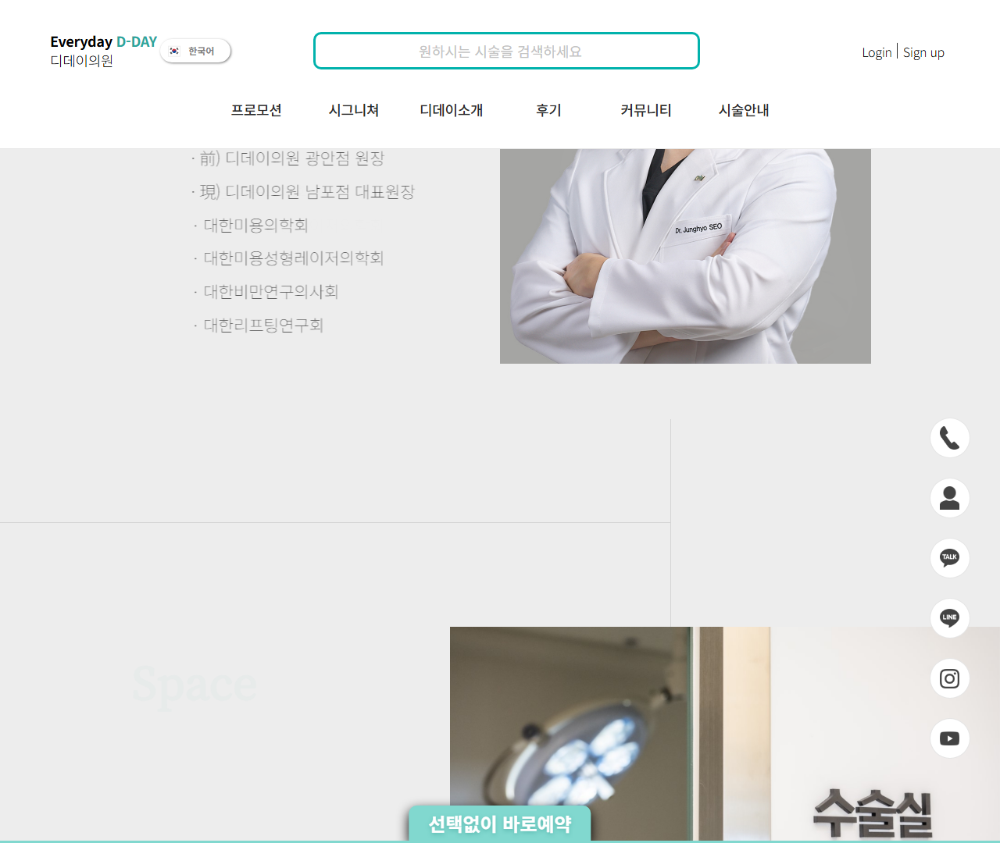 Everyday D-DAY
디데이의원
한국어
원하시는 시술을 검색하세요
Login | Sign up
프로모션 시그니쳐 디데이소개 후기 커뮤니티 시술안내
· 前) 디데이의원 광안점 원장
· 現) 디데이의원 남포점 대표원장
· 대한미용의학회
· 대한미용성형레이저의학회
· 대한비만연구의사회
· 대한리프팅연구회
Dr. Junghyo SEO
TALK
LINE
Space
수술실
선택없이 바로예약